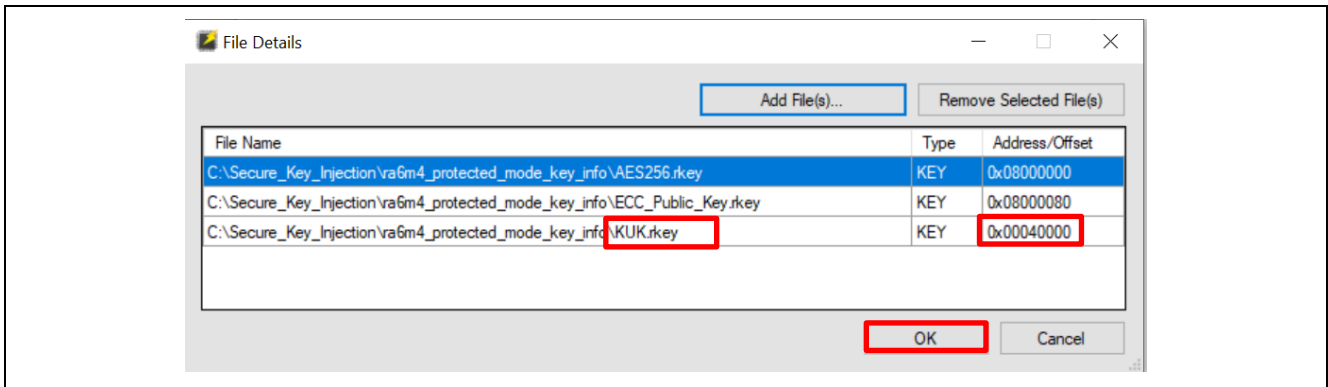 File Details
Add File(s)... Remove Selected File(s)
File Name Type Address/Offset
C:\Secure_Key_Injection\ra6m4_protected_mode_key_info\AES256.rkey KEY 0x08000000
C:\Secure_Key_Injection\ra6m4_protected_mode_key_info\ECC_Public_Key.rkey KEY 0x08000080
C:\Secure_Key_Injection\ra6m4_protected_mode_key_info\KUK.rkey KEY 0x00040000
OK Cancel